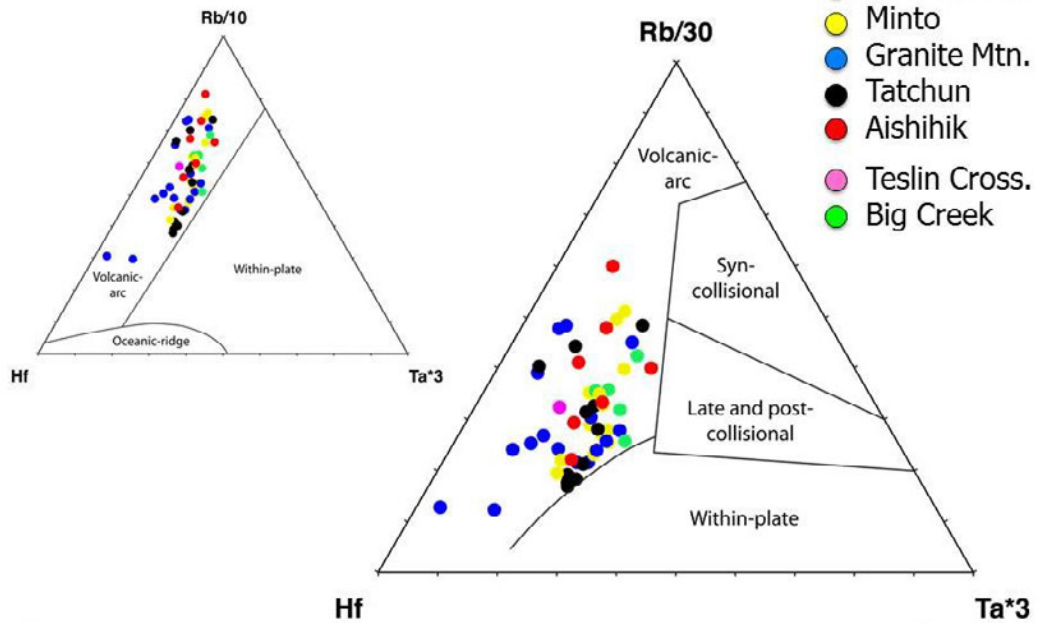 Rb/10
Volcanic-
arc
Within-plate
Oceanic-ridge
Hf
Ta*3
Rb/30
Volcanic-
arc
Syn-
collisional
Late and post-
collisional
Within-plate
Hf
Ta*3
Minto
Granite Mtn.
Tatchun
Aishihik
Teslin Cross.
Big Creek